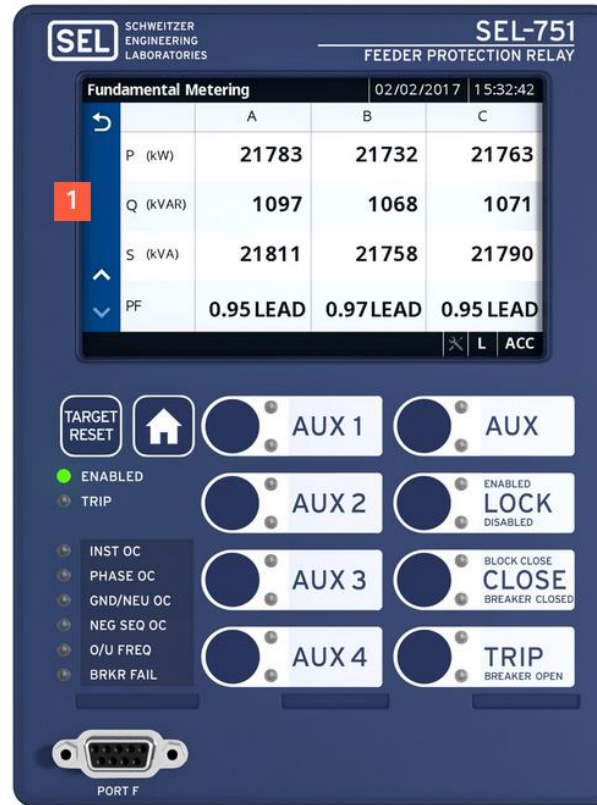 SEL SCHWEITZER
ENGINEERING
LABORATORIES
SEL-751
FEEDER PROTECTION RELAY
Fundamental Metering 02/02/2017 15:32:42
A B C
P (kW) 21783 21732 21763
1
Q (kVAR) 1097 1068 1071
S (kVA) 21811 21758 21790
PF 0.95 LEAD 0.97 LEAD 0.95 LEAD
L ACC
TARGET
RESET
AUX 1
AUX
ENABLED
TRIP
AUX 2
ENABLED
LOCK
DISABLED
INST OC
PHASE OC
GND/NEU OC
NEG SEQ OC
O/U FREQ
BRKR FAIL
AUX 3
BLOCK CLOSE
CLOSE
BREAKER CLOSED
AUX 4
TRIP
BREAKER OPEN
PORT F